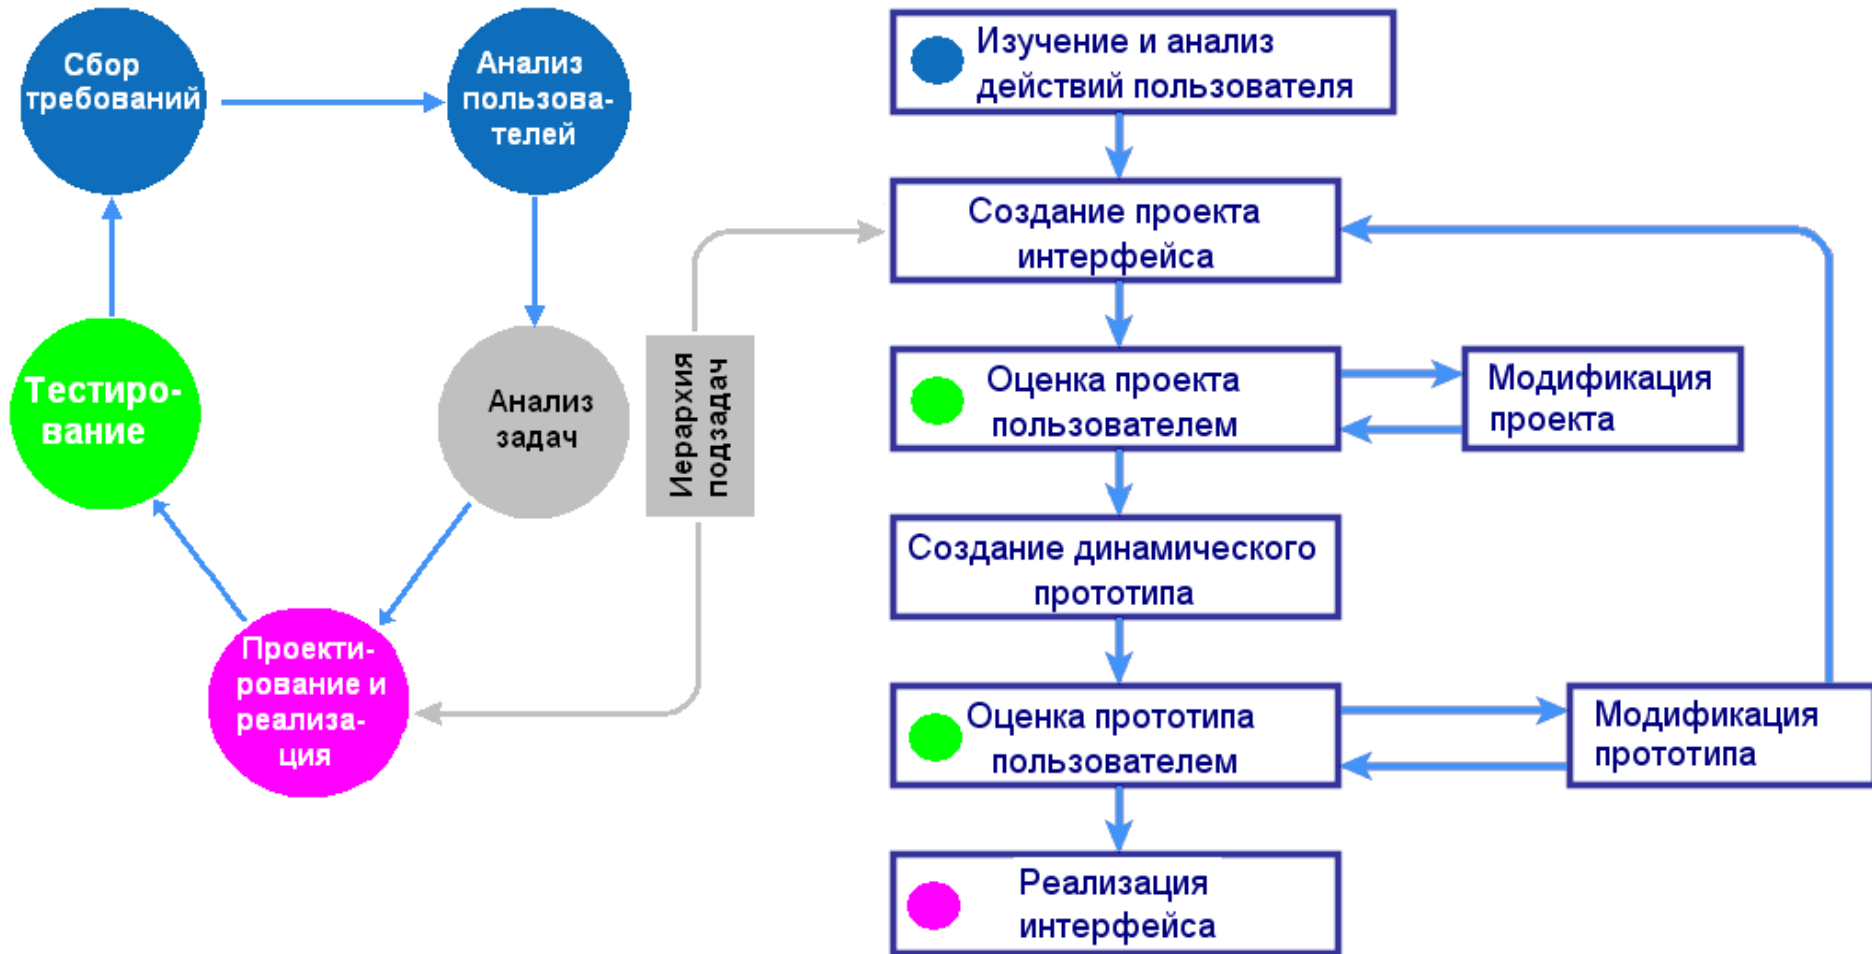 Сбор
требований
Анализ
пользова-
телей
Тестиро-
вание
Анализ
задач
Проекти-
рование и
реализа-
ция
Иерархия
подзадач
Изучение и анализ
действий пользователя
Создание проекта
интерфейса
Оценка проекта
пользователем
Модификация
проекта
Создание динамического
прототипа
Оценка прототипа
пользователем
Модификация
прототипа
Реализация
интерфейса